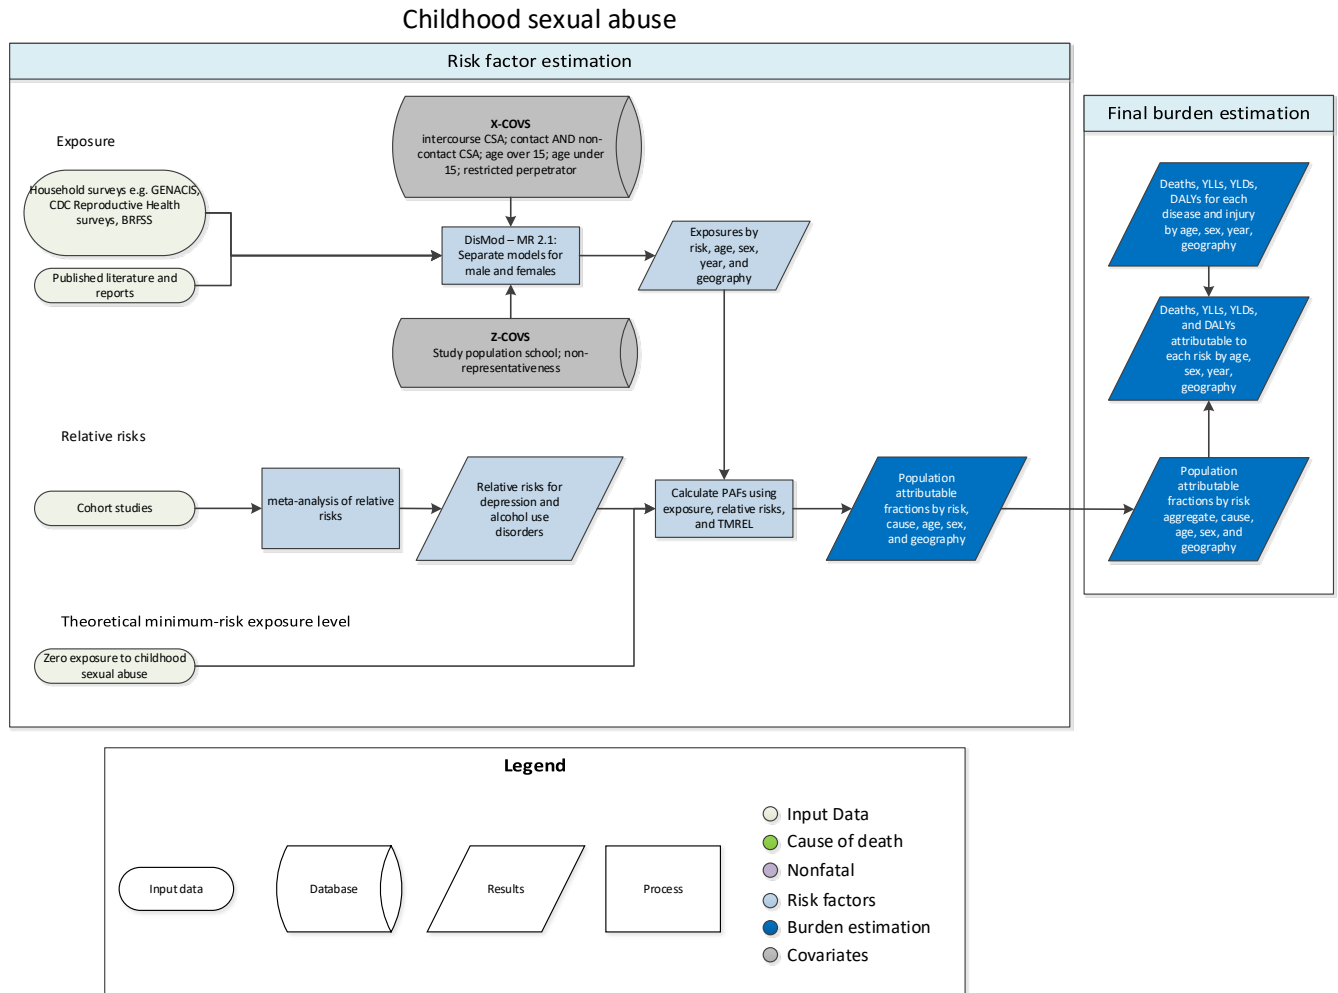 Childhood sexual abuse
Risk factor estimation
Exposure
Household surveys e.g. GENACIS,
CDC Reproductive Health
surveys, BRFSS
Published literature and
reports
X-COVS
intercourse CSA; contact AND non-
contact CSA; age over 15; age under
15; restricted perpetrator
DisMod – MR 2.1:
Separate models for
male and females
Z-COVS
Study population school; non-
representativeness
Exposures by
risk, age, sex,
year, and
geography
Relative risks
Cohort studies
meta-analysis of relative
risks
Relative risks for
depression and
alcohol use
disorders
Calculate PAFs using
exposure, relative risks,
and TMREL
Population
attributable
fractions by risk,
cause, age, sex,
and geography
Theoretical minimum-risk exposure level
Zero exposure to childhood
sexual abuse
Final burden estimation
Deaths, YLLs, YLDs,
DALYs for each
disease and injury
by age, sex, year,
geography
Deaths, YLLs, YLDs,
and DALYs
attributable to
each risk by age,
sex, year,
geography
Population
attributable
fractions by risk
aggregate, cause,
age, sex, and
geography
Legend
Input data
Database
Results
Process
Input Data
Cause of death
Nonfatal
Risk factors
Burden estimation
Covariates